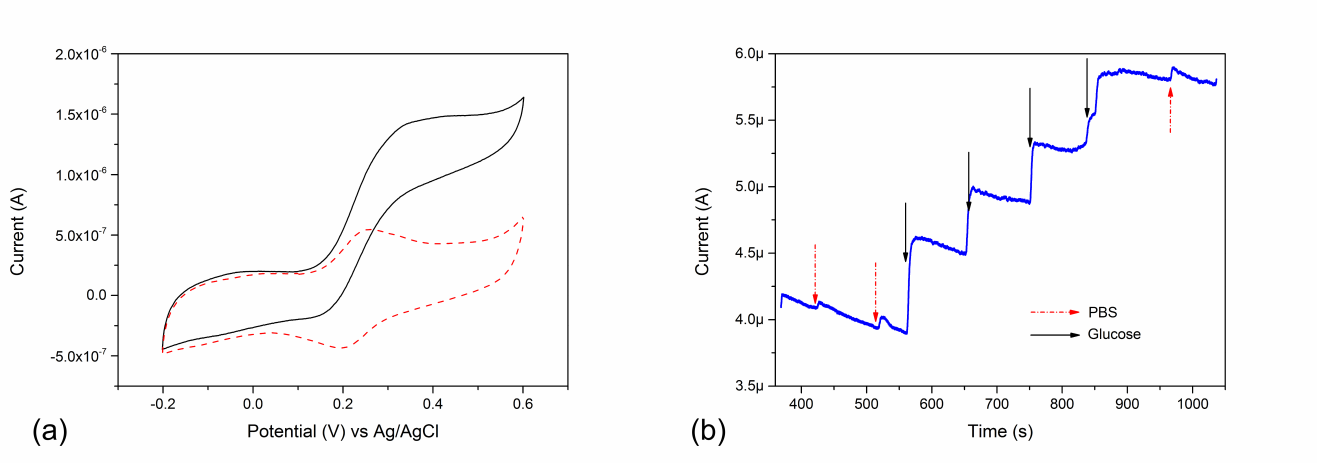 2.0x10-6
1.5x10-6
1.0x10-6
5.0x10-7
0.0
-5.0x10-7
-0.2 0.0 0.2 0.4 0.6
Current (A)
Potential (V) vs Ag/AgCl
(a)
6.0µ
5.5µ
5.0µ
4.5µ
4.0µ
3.5µ
400 500 600 700 800 900 1000
Current (A)
PBS
Glucose
Time (s)
(b)